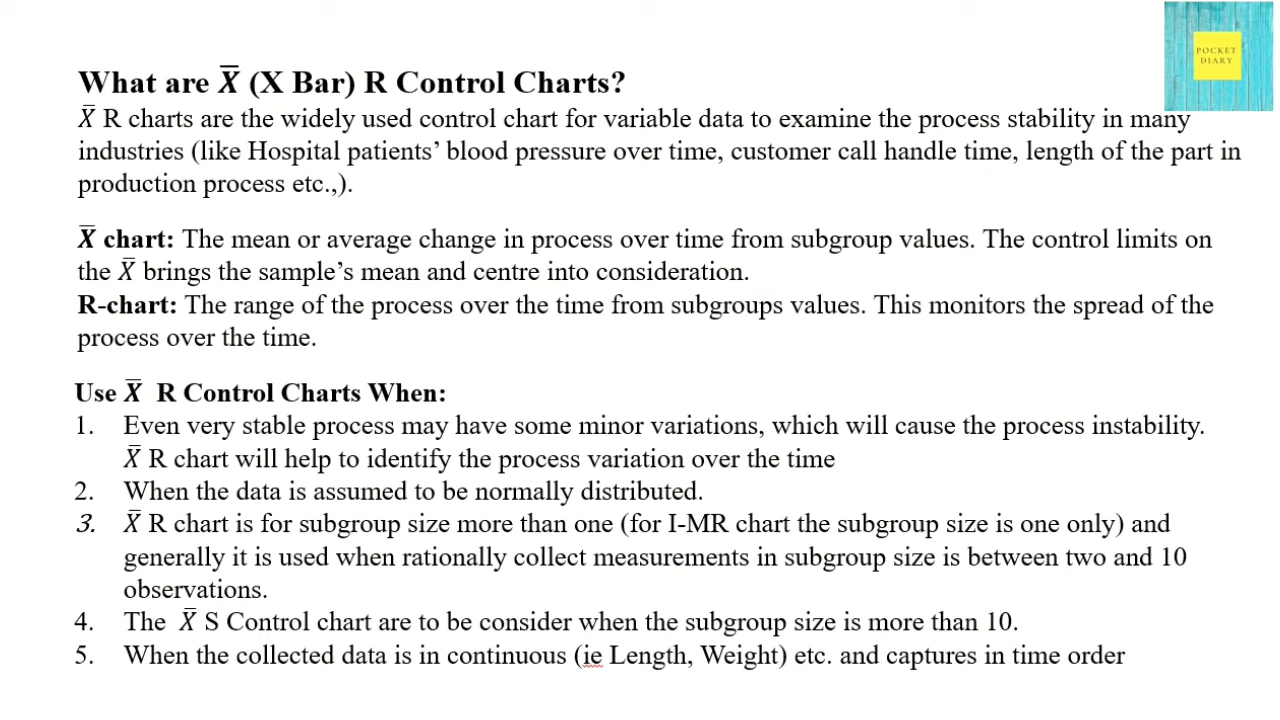 POCKET
DIARY
What are X̅ (X Bar) R Control Charts?
X̅ R charts are the widely used control chart for variable data to examine the process stability in many
industries (like Hospital patients’ blood pressure over time, customer call handle time, length of the part in
production process etc.,).
X̅ chart: The mean or average change in process over time from subgroup values. The control limits on
the X̅ brings the sample’s mean and centre into consideration.
R-chart: The range of the process over the time from subgroups values. This monitors the spread of the
process over the time.
Use X̅ R Control Charts When:
1. Even very stable process may have some minor variations, which will cause the process instability.
X̅ R chart will help to identify the process variation over the time
2. When the data is assumed to be normally distributed.
3. X̅ R chart is for subgroup size more than one (for I-MR chart the subgroup size is one only) and
generally it is used when rationally collect measurements in subgroup size is between two and 10
observations.
4. The X̅ S Control chart are to be consider when the subgroup size is more than 10.
5. When the collected data is in continuous (ie Length, Weight) etc. and captures in time order